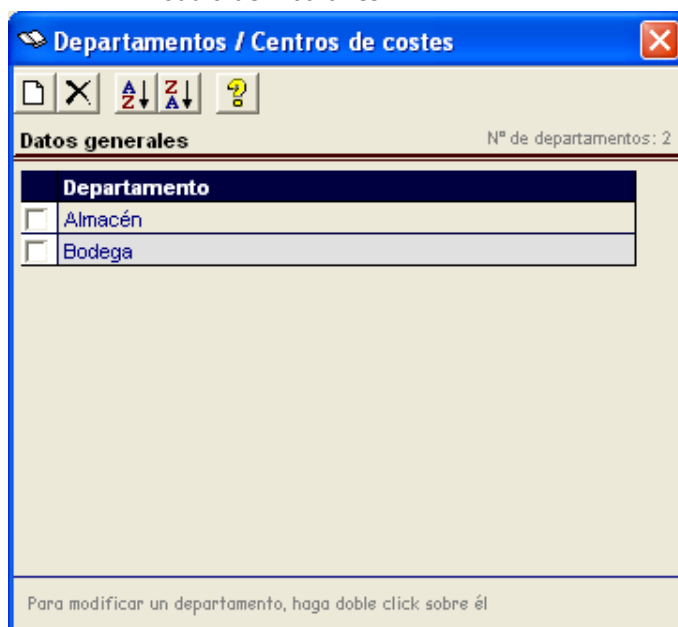 Departamentos / Centros de costes
Datos generales
Nº de departamentos: 2
Departamento
Almacén
Bodega
Para modificar un departamento, haga doble click sobre él